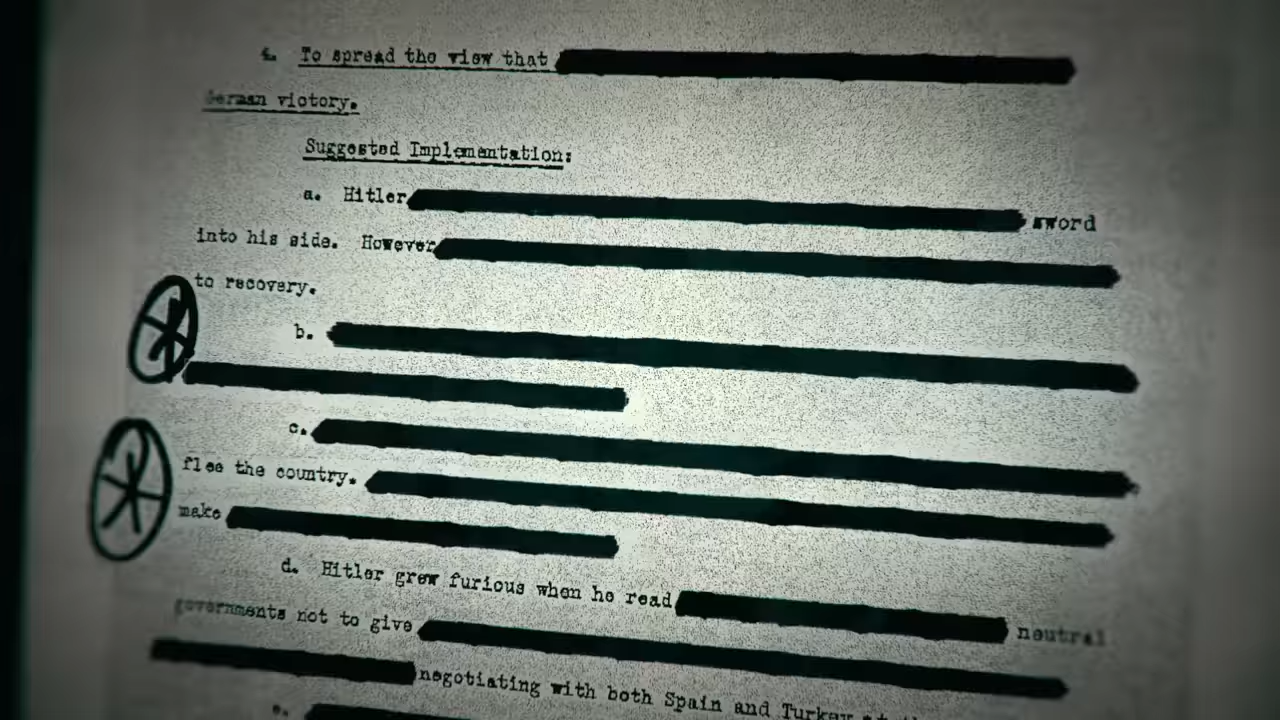 4. To spread the view that
German victory.
Suggested Implementation:
a. Hitler sword
into his side. However
to recovery.
b.
c.
flee the country.
make
d. Hitler grew furious when he read neutral
governments not to give
negotiating with both Spain and Turkey at
e.